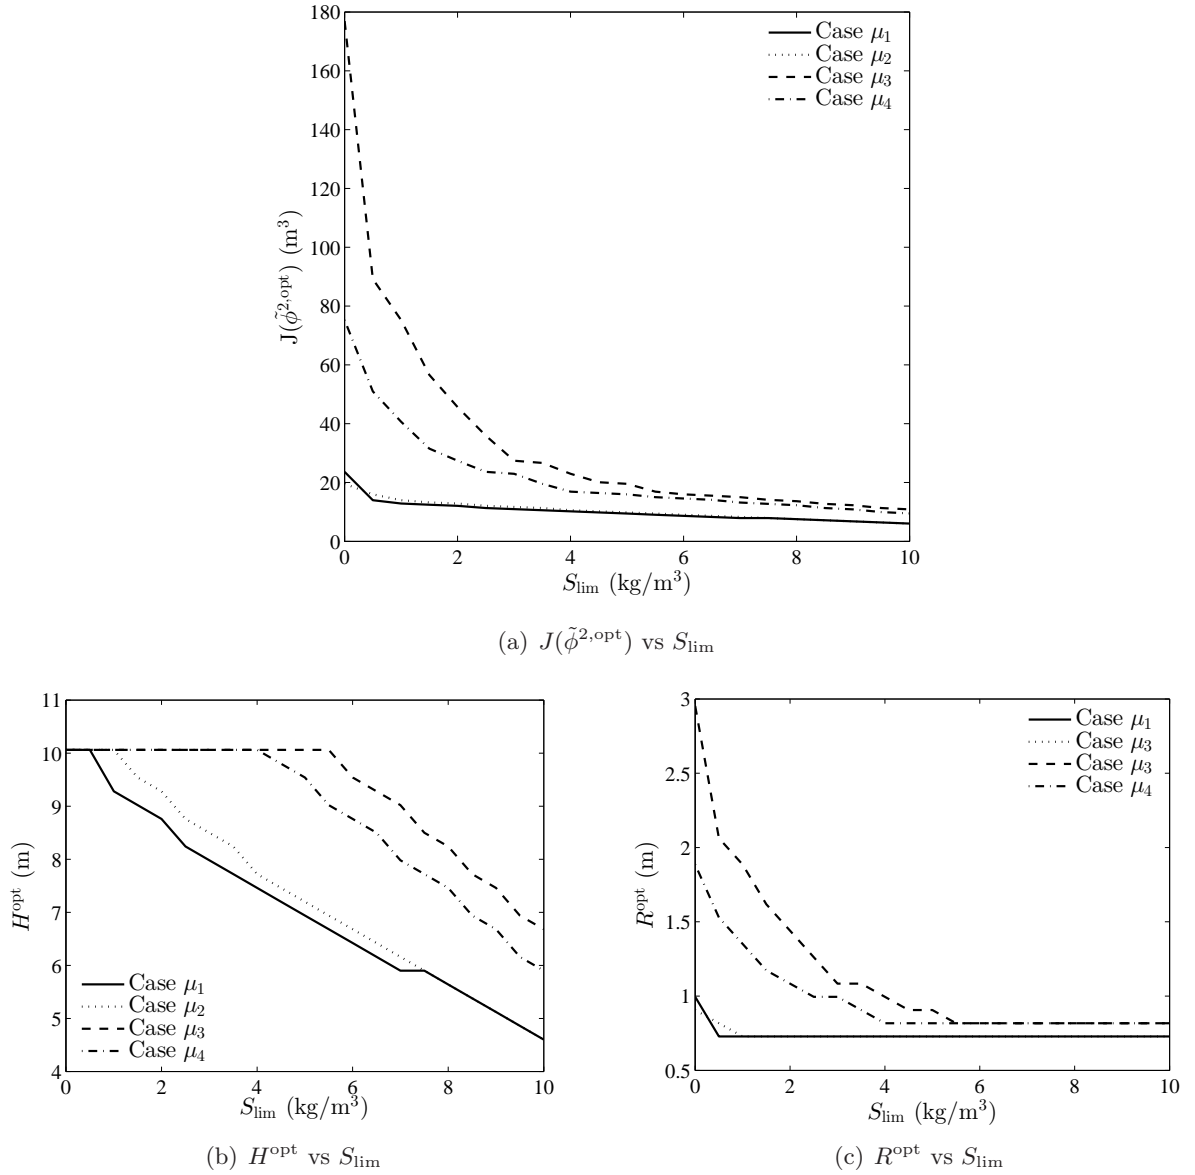 180
160
140
120
100
80
60
40
20
0
J(φ̃²,ᵒᵖᵗ) (m³)
Case μ₁
Case μ₂
Case μ₃
Case μ₄
0 2 4 6 8 10
S_lim (kg/m³)
(a) J(φ̃²,ᵒᵖᵗ) vs S_lim
11
10
9
8
7
6
5
4
Hᵒᵖᵗ (m)
Case μ₁
Case μ₂
Case μ₃
Case μ₄
0 2 4 6 8 10
S_lim (kg/m³)
(b) Hᵒᵖᵗ vs S_lim
3
2.5
2
1.5
1
0.5
Rᵒᵖᵗ (m)
Case μ₁
Case μ₃
Case μ₃
Case μ₄
0 2 4 6 8 10
S_lim (kg/m³)
(c) Rᵒᵖᵗ vs S_lim